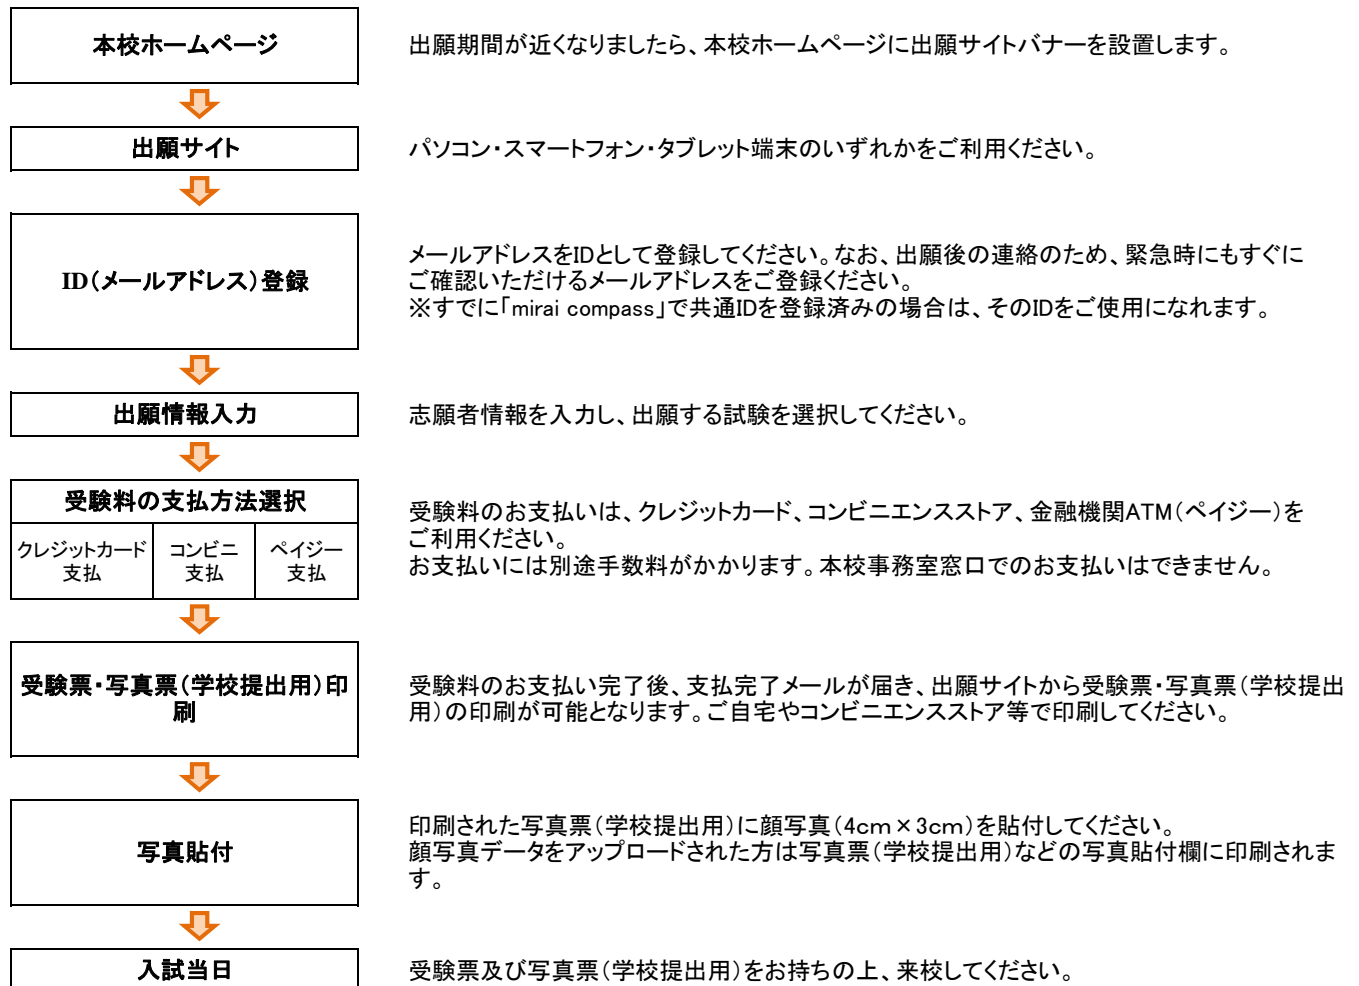 本校ホームページ
出願期間が近くなりましたら、本校ホームページに出願サイトバナーを設置します。
出願サイト
パソコン・スマートフォン・タブレット端末のいずれかをご利用ください。
ID(メールアドレス)登録
メールアドレスをIDとして登録してください。なお、出願後の連絡のため、緊急時にもすぐに
ご確認いただけるメールアドレスをご登録ください。
※すでに「mirai compass」で共通IDを登録済みの場合は、そのIDをご使用になれます。
出願情報入力
志願者情報を入力し、出願する試験を選択してください。
受験料の支払方法選択
クレジットカード
支払
コンビニ
支払
ペイジー
支払
受験料のお支払いは、クレジットカード、コンビニエンスストア、金融機関ATM(ペイジー)を
ご利用ください。
お支払いには別途手数料がかかります。本校事務室窓口でのお支払いはできません。
受験票・写真票(学校提出用)印
刷
受験料のお支払い完了後、支払完了メールが届き、出願サイトから受験票・写真票(学校提出
用)の印刷が可能となります。ご自宅やコンビニエンスストア等で印刷してください。
写真貼付
印刷された写真票(学校提出用)に顔写真(4cm×3cm)を貼付してください。
顔写真データをアップロードされた方は写真票(学校提出用)などの写真貼付欄に印刷されま
す。
入試当日
受験票及び写真票(学校提出用)をお持ちの上、来校してください。